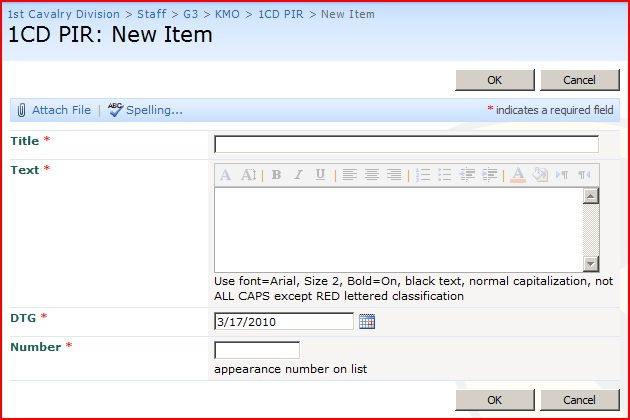 1st Cavalry Division > Staff > G3 > KMO > 1CD PIR > New Item
1CD PIR: New Item
OK Cancel
Attach File | ABC Spelling... * indicates a required field
Title *
Text *
A A B I U A
Use font=Arial, Size 2, Bold=On, black text, normal capitalization, not
ALL CAPS except RED lettered classification
DTG * 3/17/2010
Number *
appearance number on list
OK Cancel